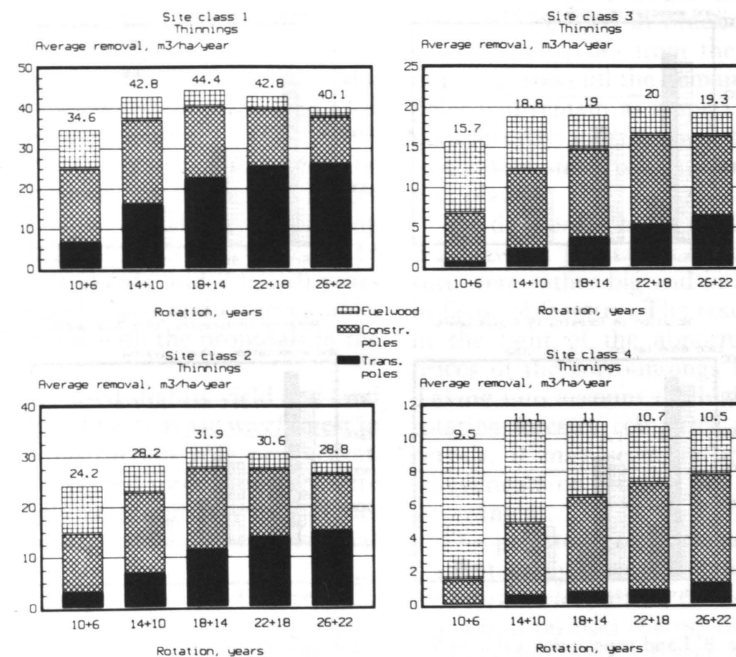 Site class 1
Thinnings
Average removal, m3/ha/year
50
40
30
20
10
0
34.6
42.8
44.4
42.8
40.1
10+6 14+10 18+14 22+18 26+22
Rotation, years
Site class 3
Thinnings
Average removal, m3/ha/year
25
20
15
10
5
0
15.7
18.8
19
20
19.3
10+6 14+10 18+14 22+18 26+22
Rotation, years
Fuelwood
Constr.
poles
Trans.
poles
Site class 2
Thinnings
Average removal, m3/ha/year
40
30
20
10
0
24.2
28.2
31.9
30.6
28.8
10+6 14+10 18+14 22+18 26+22
Rotation, years
Site class 4
Thinnings
Average removal, m3/ha/year
12
10
8
6
4
2
0
9.5
11.1
11
10.7
10.5
10+6 14+10 18+14 22+18 26+22
Rotation, years